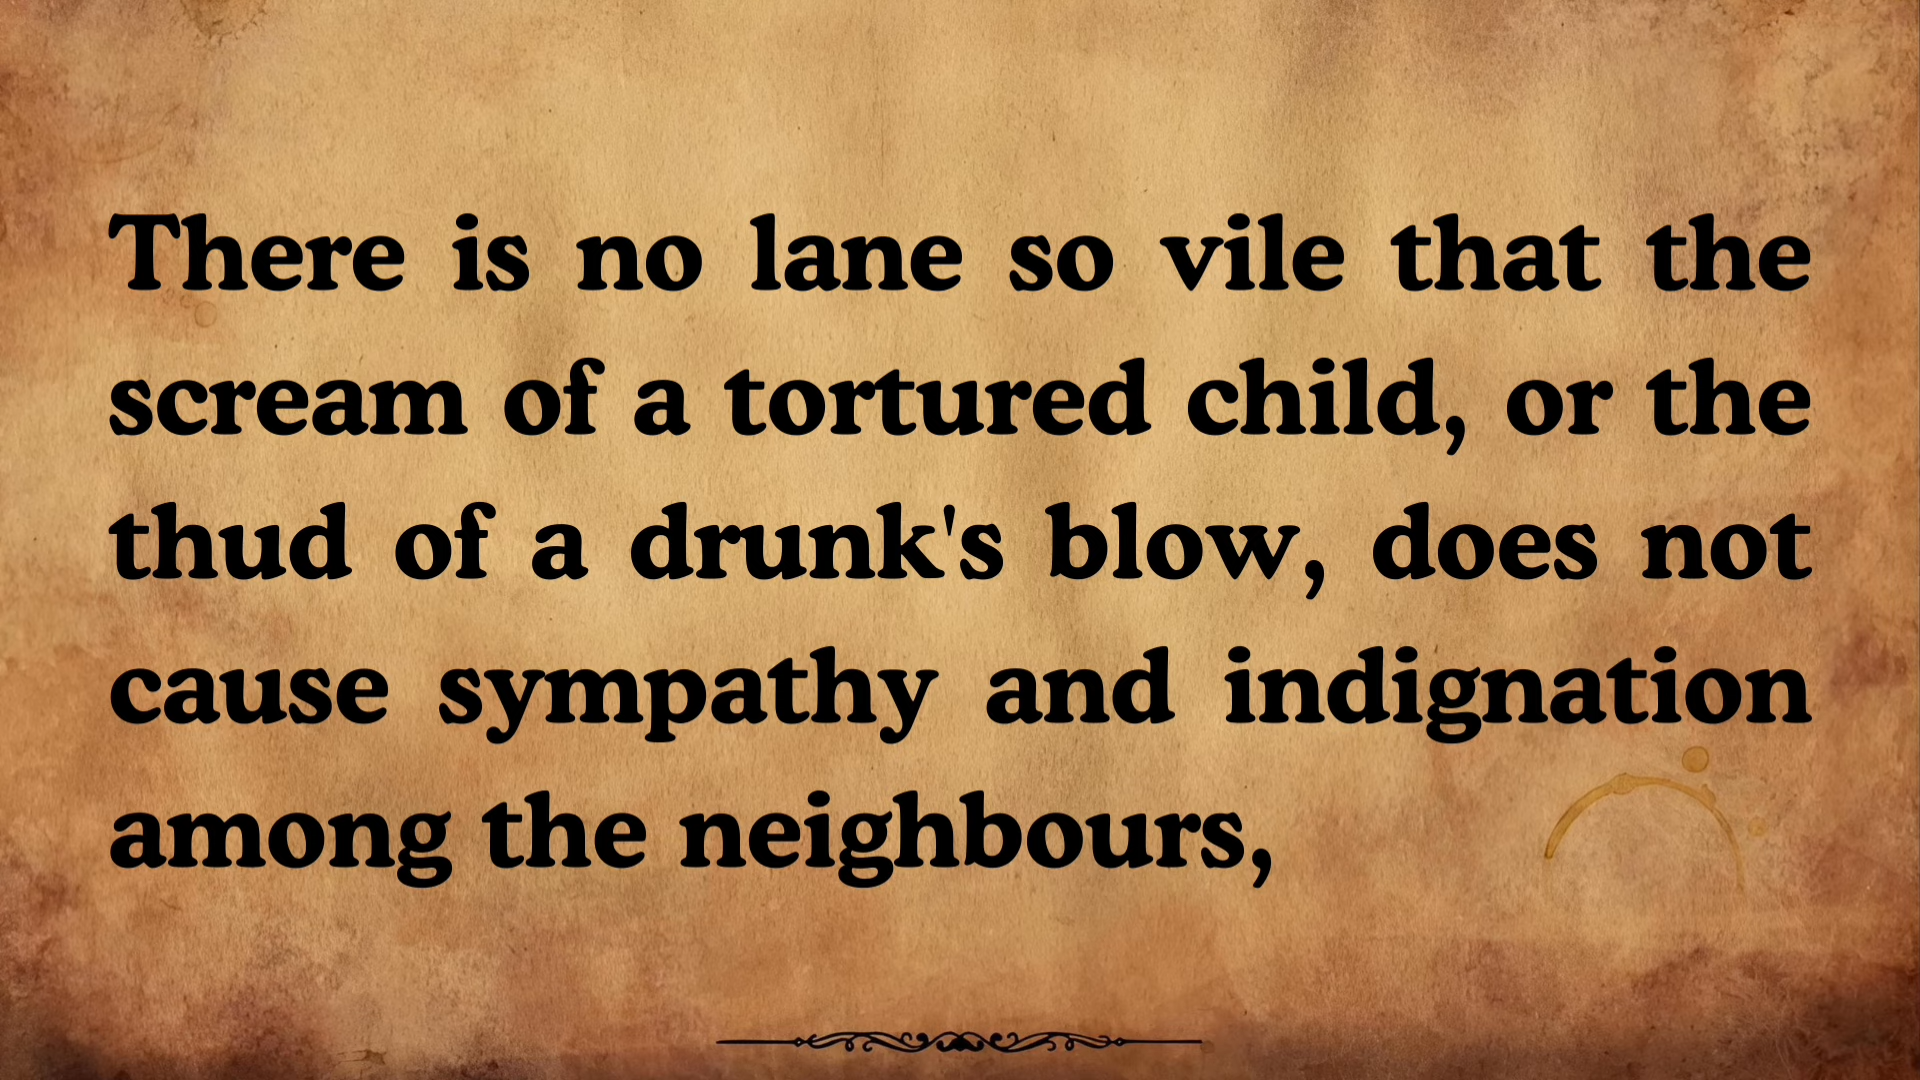 There is no lane so vile that the
scream of a tortured child, or the
thud of a drunk's blow, does not
cause sympathy and indignation
among the neighbours,